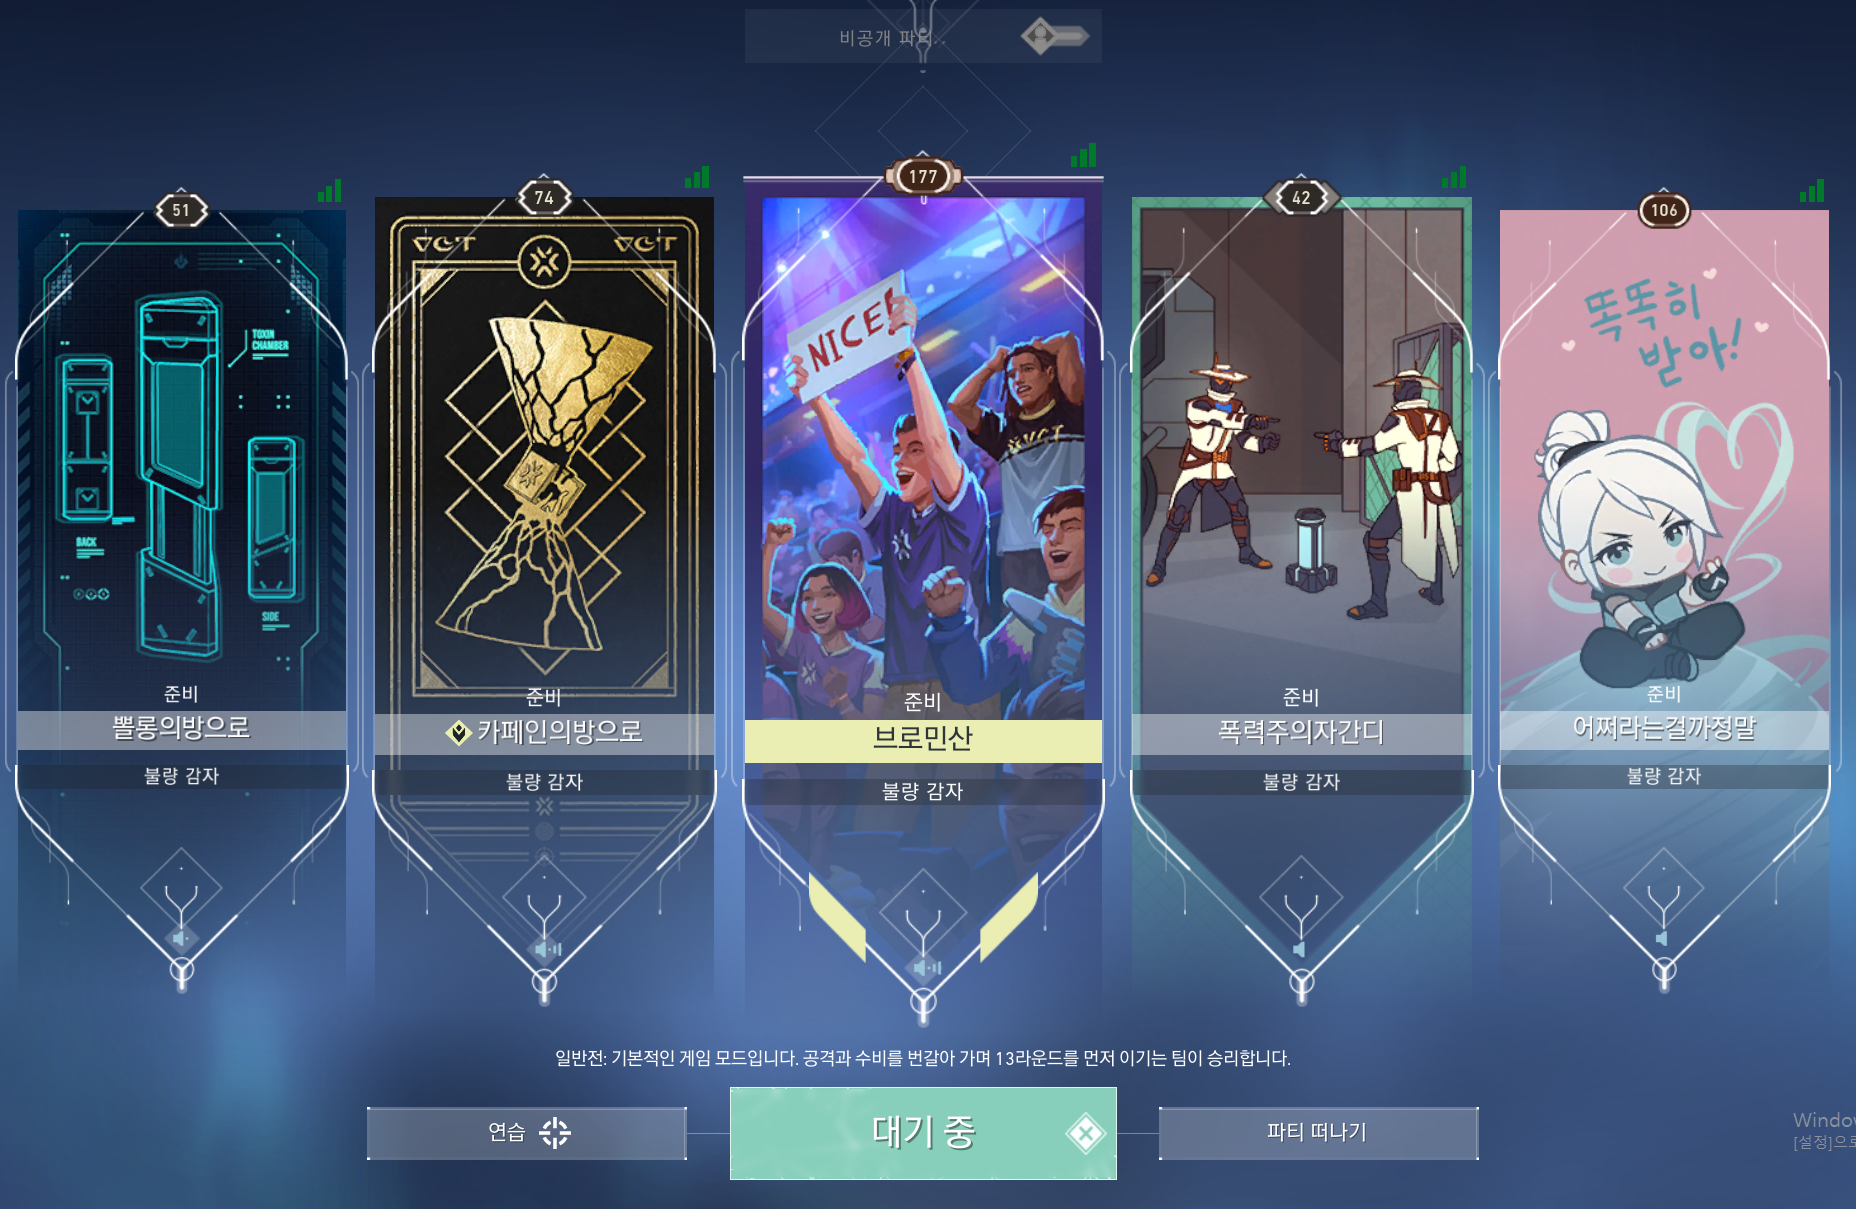 비공개 파티..
51
74
177
42
106
VCT
VCT
TOXIN
CHAMBER
BACK
SIDE
NICE!
VCT
똑똑히
받아!
준비
뽈롱의방으로
불량 감자
준비
카페인의방으로
불량 감자
준비
브로민산
불량 감자
준비
폭력주의자간디
불량 감자
준비
어쩌라는걸까정말
불량 감자
일반전: 기본적인 게임 모드입니다. 공격과 수비를 번갈아 가며 13라운드를 먼저 이기는 팀이 승리합니다.
연습
대기 중
파티 떠나기
Window
[설정]으로